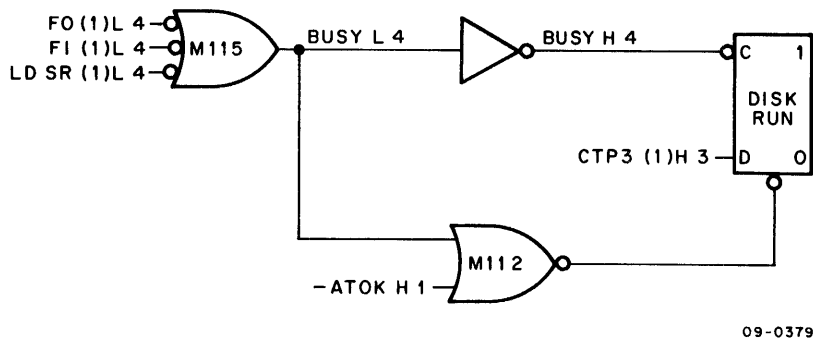 FO (1)L 4
FI (1)L 4
LD SR (1)L 4
M115
BUSY L 4
BUSY H 4
C 1
DISK
RUN
CTP3 (1)H 3
D 0
M112
-ATOK H 1
09-0379